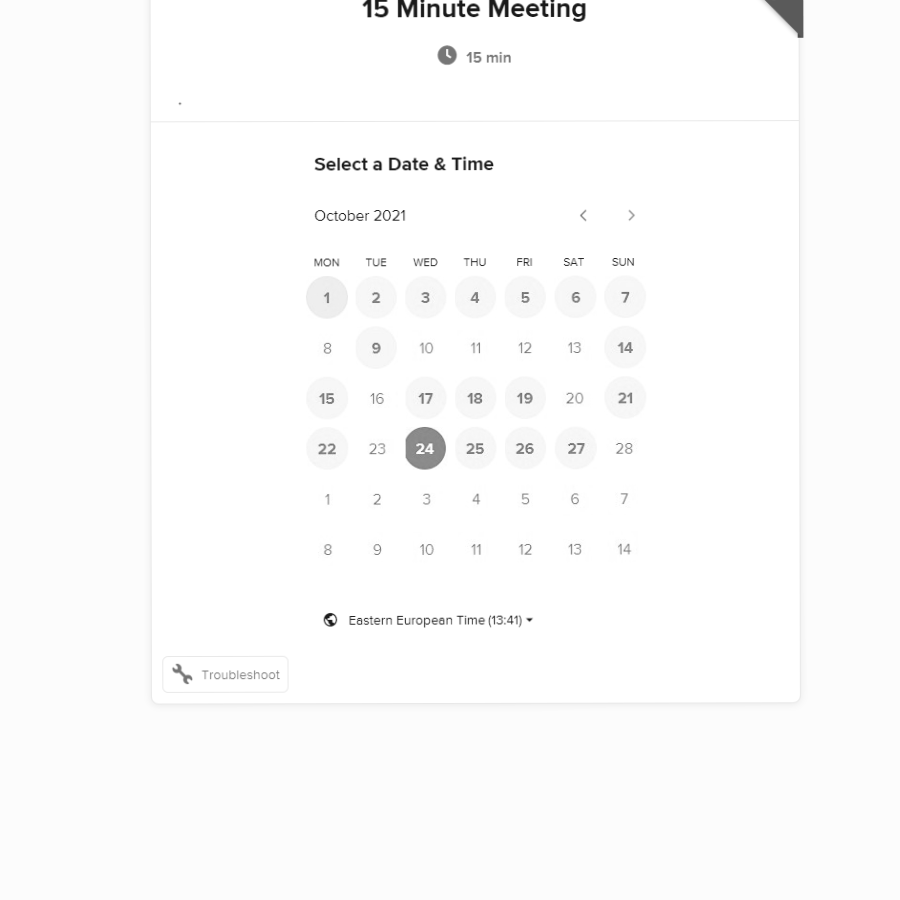 15 Minute Meeting
15 min
.
Select a Date & Time
October 2021
MON TUE WED THU FRI SAT SUN
1 2 3 4 5 6 7
8 9 10 11 12 13 14
15 16 17 18 19 20 21
22 23 24 25 26 27 28
1 2 3 4 5 6 7
8 9 10 11 12 13 14
Eastern European Time (13:41)
Troubleshoot